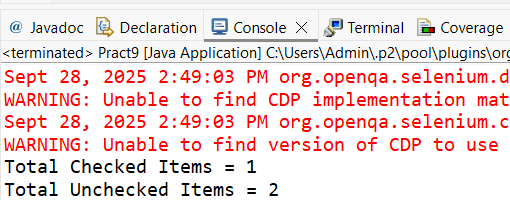 @ Javadoc Declaration Console × Terminal Coverage
<terminated> Pract9 [Java Application] C:\Users\Admin\.p2\pool\plugins\org
Sept 28, 2025 2:49:03 PM org.openqa.selenium.d
WARNING: Unable to find CDP implementation mat
Sept 28, 2025 2:49:03 PM org.openqa.selenium.c
WARNING: Unable to find version of CDP to use
Total Checked Items = 1
Total Unchecked Items = 2